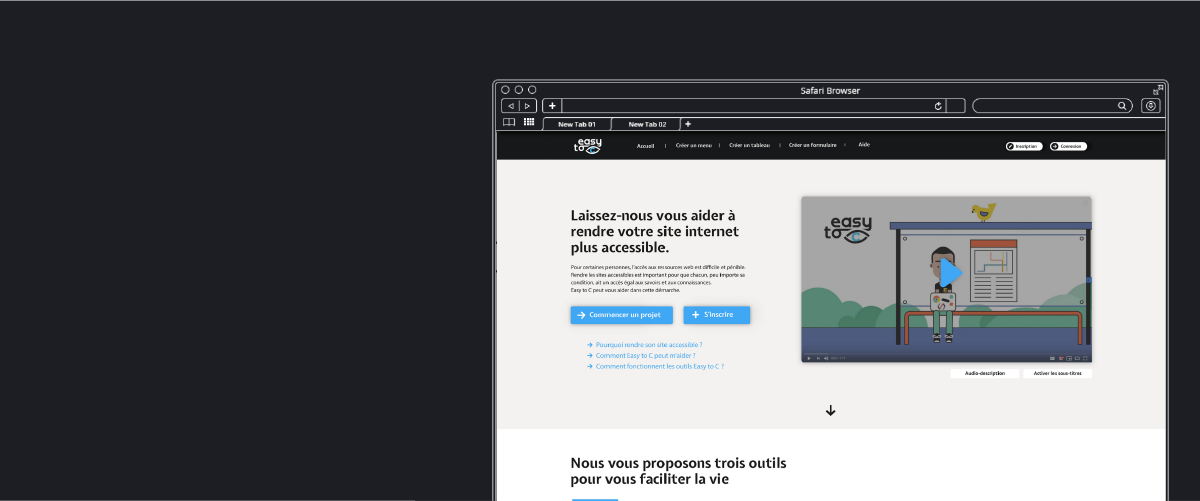 Safari Browser
New Tab 01
New Tab 02
easy
to C
Accueil
Créer un menu
Créer un tableau
Créer un formulaire
Aide
Inscription
Connexion
Laissez-nous vous aider à
rendre votre site internet
plus accessible.
Pour certaines personnes, l'accès aux ressources web est difficile et pénible.
Rendre les sites accessibles est important pour que chacun, peu importe sa
condition, ait un accès égal aux savoirs et aux connaissances.
Easy to C peut vous aider dans cette démarche.
Commencer un projet
S'inscrire
Pourquoi rendre son site accessible ?
Comment Easy to C peut m'aider ?
Comment fonctionnent les outils Easy to C ?
easy
to C
Audio-description
Activer les sous-titres
Nous vous proposons trois outils
pour vous faciliter la vie